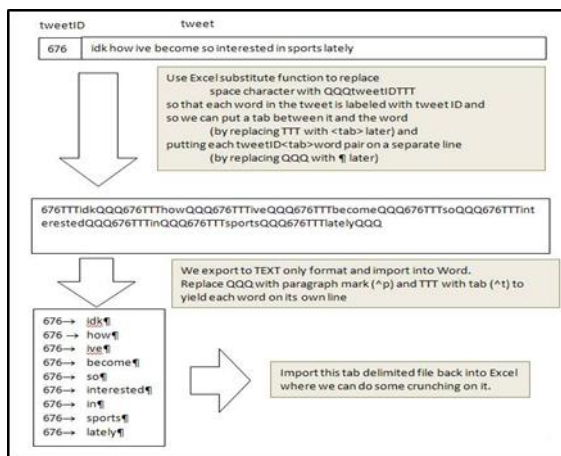 tweetID tweet
676 idk how ive become so interested in sports lately
Use Excel substitute function to replace
space character with QQQtweetIDTTT
so that each word in the tweet is labeled with tweet ID and
so we can put a tab between it and the word
(by replacing TTT with <tab> later) and
putting each tweetID<tab>word pair on a separate line
(by replacing QQQ with ¶ later)
676TTTidkQQQ676TTThowQQQ676TTTiveQQQ676TTTbecomeQQQ676TTTsoQQQ676TTTint
erestedQQQ676TTTinQQQ676TTTsportsQQQ676TTTlatelyQQQ
We export to TEXT only format and import into Word.
Replace QQQ with paragraph mark (^p) and TTT with tab (^t) to
yield each word on its own line
676→ idk¶
676→ how¶
676→ ive¶
676→ become¶
676→ so¶
676→ interested¶
676→ in¶
676→ sports¶
676→ lately¶
Import this tab delimited file back into Excel
where we can do some crunching on it.